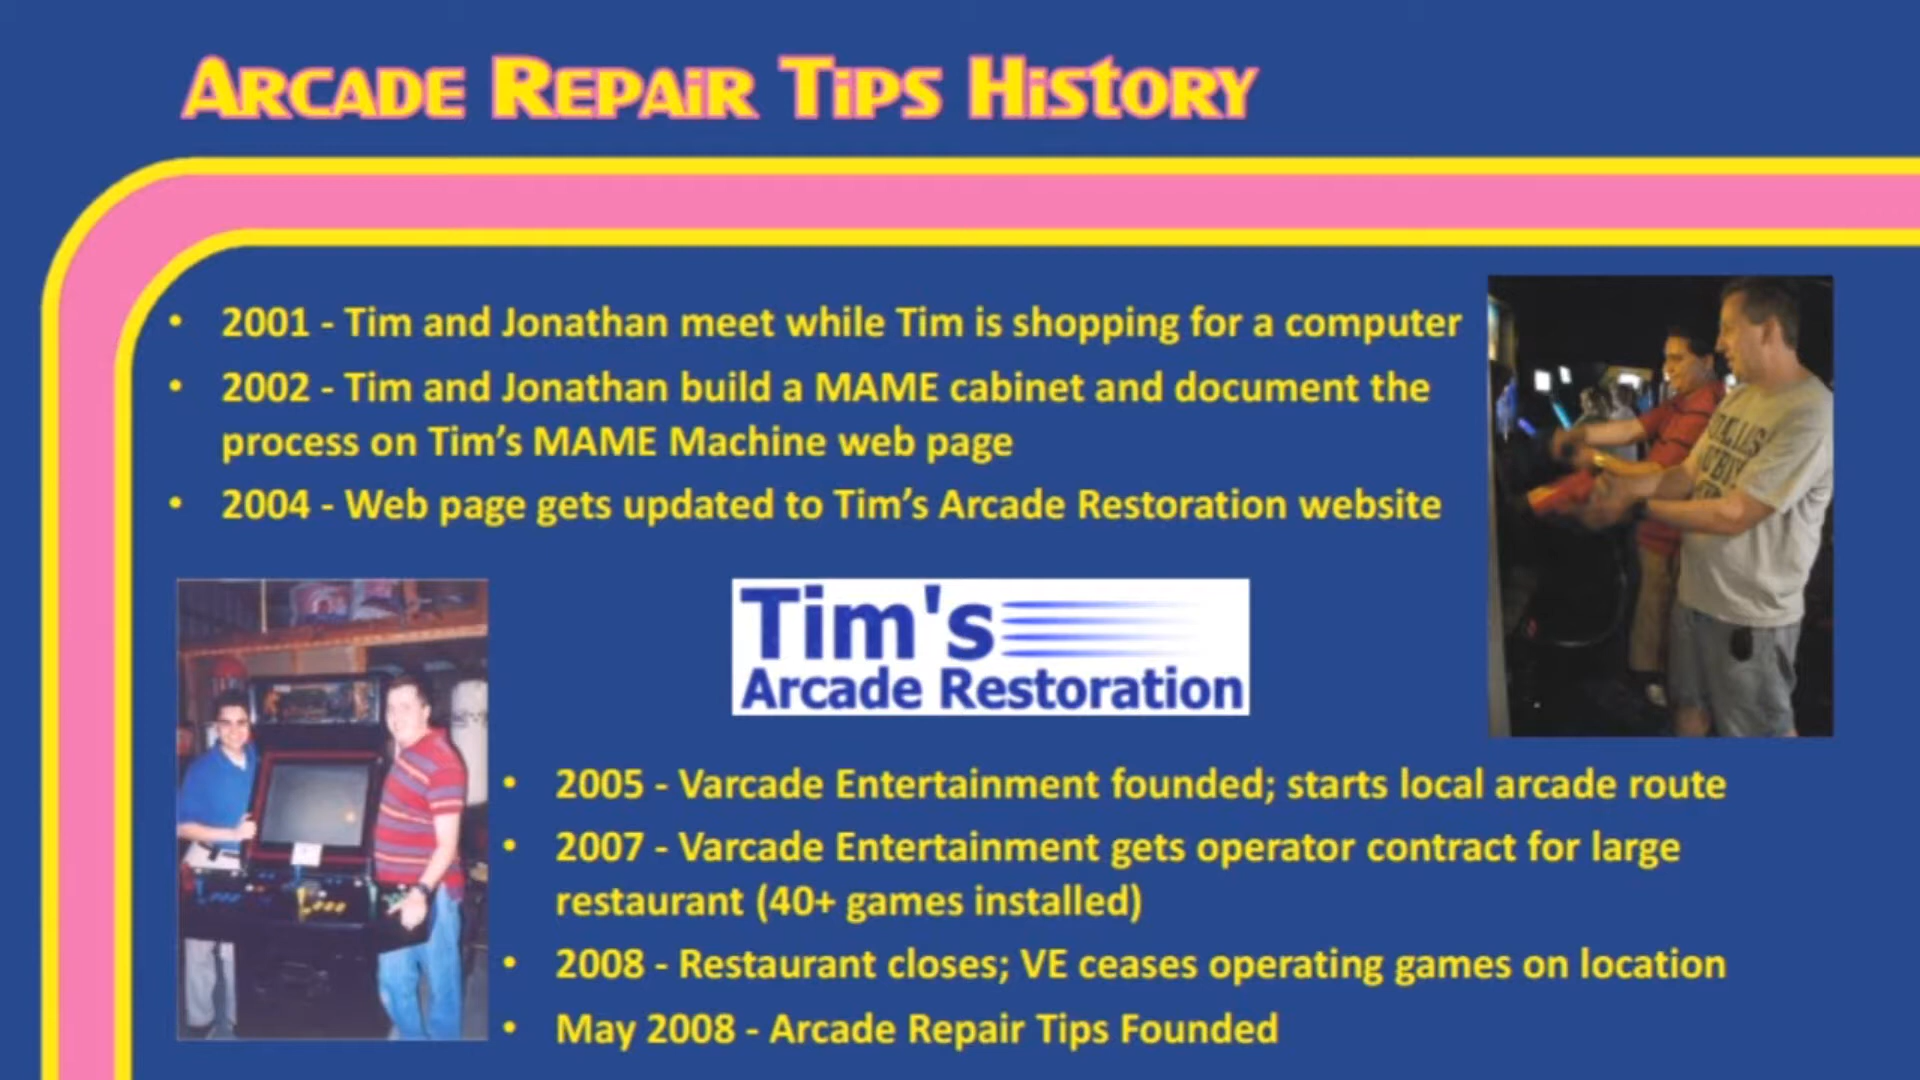 ARCADE REPAiR TiPS HiStORY
• 2001 - Tim and Jonathan meet while Tim is shopping for a computer
• 2002 - Tim and Jonathan build a MAME cabinet and document the
process on Tim’s MAME Machine web page
• 2004 - Web page gets updated to Tim’s Arcade Restoration website
Tim's
Arcade Restoration
• 2005 - Varcade Entertainment founded; starts local arcade route
• 2007 - Varcade Entertainment gets operator contract for large
restaurant (40+ games installed)
• 2008 - Restaurant closes; VE ceases operating games on location
• May 2008 - Arcade Repair Tips Founded